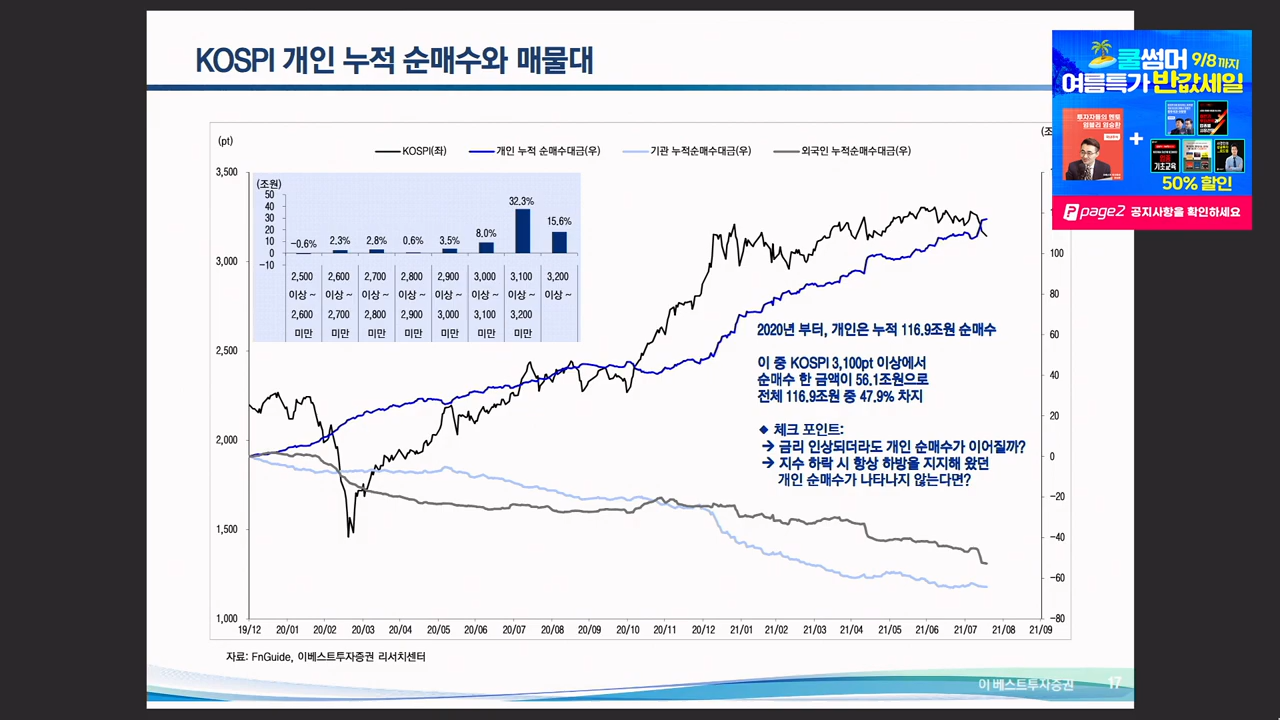 KOSPI 개인 누적 순매수와 매물대
쿨썸머 9/8까지
여름특가 반값세일
투자자들의 멘토
염블리 염승환
+
기초교육
50% 할인
page2 공지사항을 확인하세요
(pt)
KOSPI(좌) 개인 누적 순매수대금(우) 기관 누적순매수대금(우) 외국인 누적순매수대금(우)
3,500
3,000
2,500
2,000
1,500
1,000
(조원)
50
40
30
20
10
0
-10
-0.6% 2.3% 2.8% 0.6% 3.5% 8.0% 32.3% 15.6%
2,500 2,600 2,700 2,800 2,900 3,000 3,100 3,200
이상 ~ 이상 ~ 이상 ~ 이상 ~ 이상 ~ 이상 ~ 이상 ~ 이상 ~
2,600 2,700 2,800 2,900 3,000 3,100 3,200
미만 미만 미만 미만 미만 미만 미만
2020년 부터, 개인은 누적 116.9조원 순매수
이 중 KOSPI 3,100pt 이상에서
순매수 한 금액이 56.1조원으로
전체 116.9조원 중 47.9% 차지
❖ 체크 포인트:
→ 금리 인상되더라도 개인 순매수가 이어질까?
→ 지수 하락 시 항상 하방을 지지해 왔던
개인 순매수가 나타나지 않는다면?
100
80
60
40
20
0
-20
-40
-60
-80
19/12 20/01 20/02 20/03 20/04 20/05 20/06 20/07 20/08 20/09 20/10 20/11 20/12 21/01 21/02 21/03 21/04 21/05 21/06 21/07 21/08 21/09
자료: FnGuide, 이베스트투자증권 리서치센터
이베스트투자증권 17